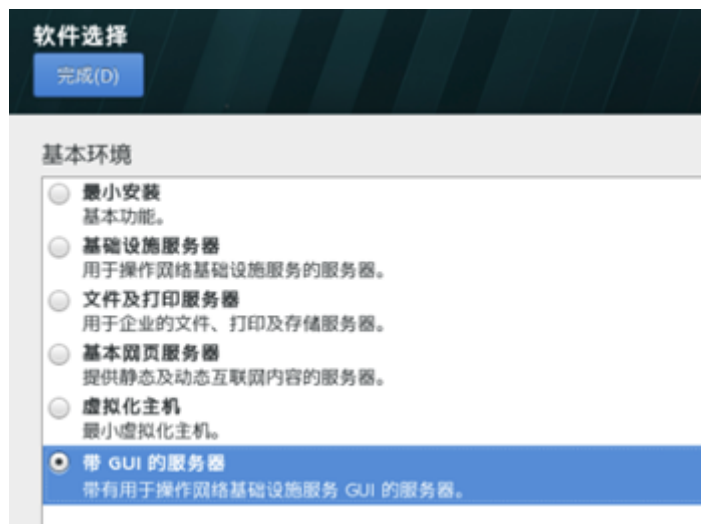 软件选择
完成(D)
基本环境
最小安装
基本功能。
基础设施服务器
用于操作网络基础设施服务的服务器。
文件及打印服务器
用于企业的文件、打印及存储服务器。
基本网页服务器
提供静态及动态互联网内容的服务器。
虚拟化主机
最小虚拟化主机。
带 GUI 的服务器
带有用于操作网络基础设施服务 GUI 的服务器。